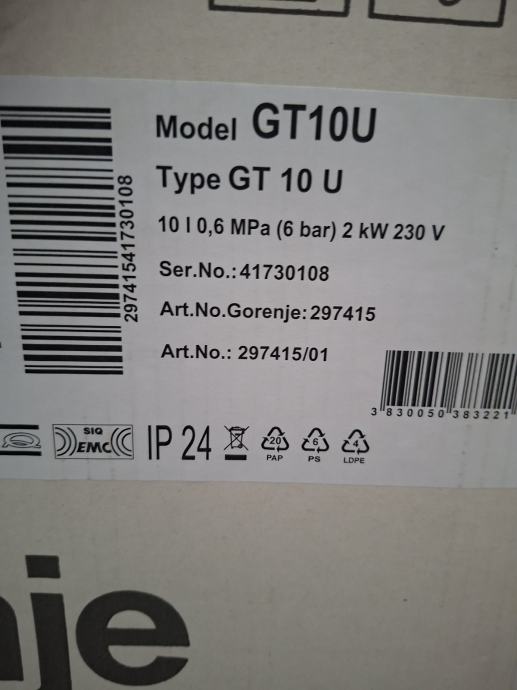 Model GT10U
Type GT 10 U
10 l 0,6 MPa (6 bar) 2 kW 230 V
Ser.No.:41730108
Art.No.Gorenje:297415
Art.No.: 297415/01
29741541730108
3 830050 383221
SIQ
EMC
IP 24
20
PAP
6
PS
4
LDPE
je